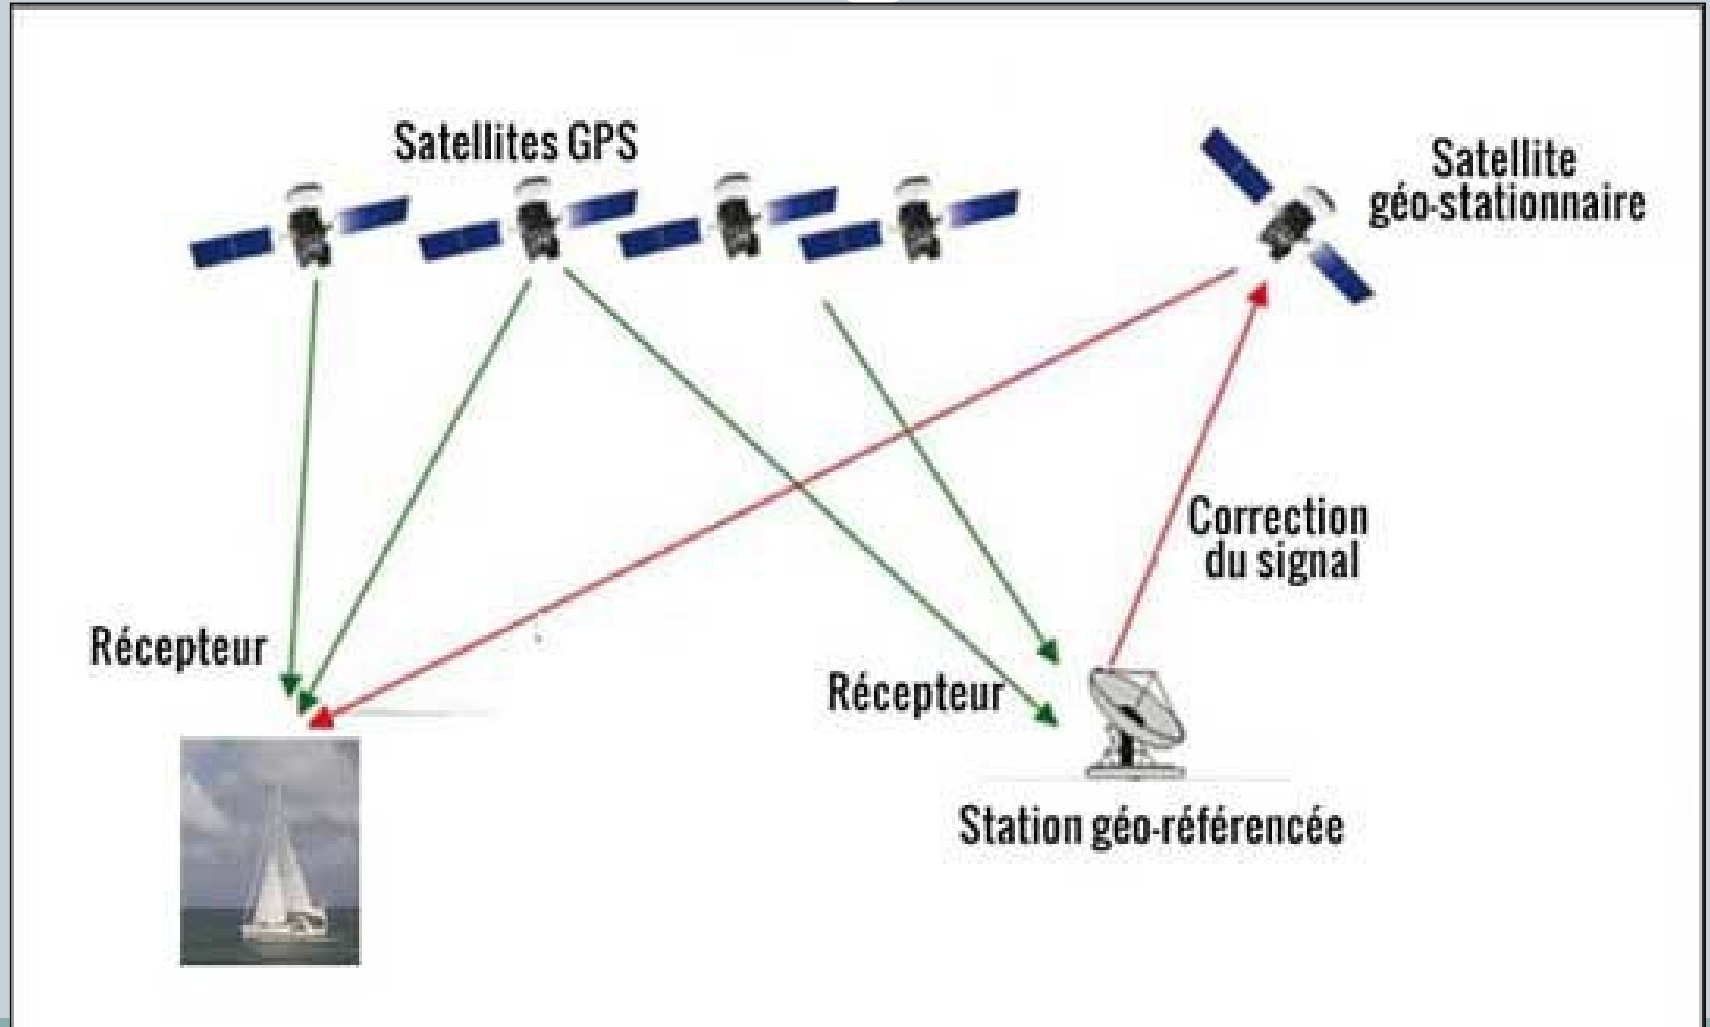 Satellites GPS
Satellite
géo-stationnaire
Correction
du signal
Récepteur
Récepteur
Station géo-référencée